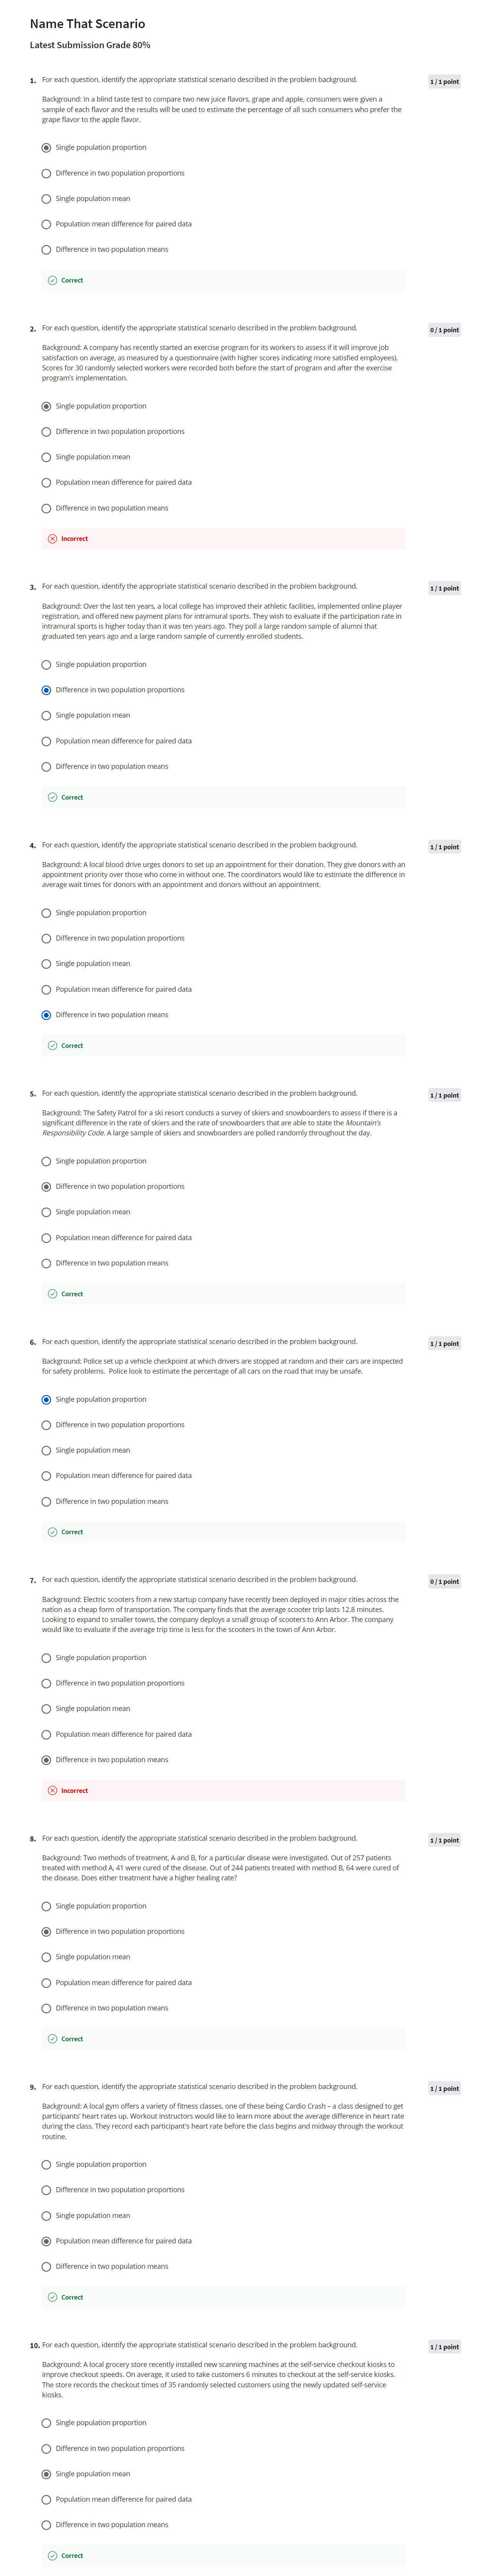 Name That Scenario
Latest Submission Grade 80%
1. For each question, identify the appropriate statistical scenario described in the problem background.
1 / 1 point
Background: In a blind taste test to compare two new juice flavors, grape and apple, consumers were given a
sample of each flavor and the results will be used to estimate the percentage of all such consumers who prefer the
grape flavor to the apple flavor.
Single population proportion
Difference in two population proportions
Single population mean
Population mean difference for paired data
Difference in two population means
Correct
2. For each question, identify the appropriate statistical scenario described in the problem background.
0 / 1 point
Background: A company has recently started an exercise program for its workers to assess if it will improve job
satisfaction on average, as measured by a questionnaire (with higher scores indicating more satisfied employees).
Scores for 30 randomly selected workers were recorded both before the start of program and after the exercise
program's implementation.
Single population proportion
Difference in two population proportions
Single population mean
Population mean difference for paired data
Difference in two population means
Incorrect
3. For each question, identify the appropriate statistical scenario described in the problem background.
1 / 1 point
Background: Over the last ten years, a local college has improved their athletic facilities, implemented online player
registration, and offered new payment plans for intramural sports. They wish to evaluate if the participation rate in
intramural sports is higher today than it was ten years ago. They poll a large random sample of alumni that
graduated ten years ago and a large random sample of currently enrolled students.
Single population proportion
Difference in two population proportions
Single population mean
Population mean difference for paired data
Difference in two population means
Correct
4. For each question, identify the appropriate statistical scenario described in the problem background.
1 / 1 point
Background: A local blood drive urges donors to set up an appointment for their donation. They give donors with an
appointment priority over those who come in without one. The coordinators would like to estimate the difference in
average wait times for donors with an appointment and donors without an appointment.
Single population proportion
Difference in two population proportions
Single population mean
Population mean difference for paired data
Difference in two population means
Correct
5. For each question, identify the appropriate statistical scenario described in the problem background.
1 / 1 point
Background: The Safety Patrol for a ski resort conducts a survey of skiers and snowboarders to assess if there is a
significant difference in the rate of skiers and the rate of snowboarders that are able to state the Mountain's
Responsibility Code. A large sample of skiers and snowboarders are polled randomly throughout the day.
Single population proportion
Difference in two population proportions
Single population mean
Population mean difference for paired data
Difference in two population means
Correct
6. For each question, identify the appropriate statistical scenario described in the problem background.
1 / 1 point
Background: Police set up a vehicle checkpoint at which drivers are stopped at random and their cars are inspected
for safety problems. Police look to estimate the percentage of all cars on the road that may be unsafe.
Single population proportion
Difference in two population proportions
Single population mean
Population mean difference for paired data
Difference in two population means
Correct
7. For each question, identify the appropriate statistical scenario described in the problem background.
0 / 1 point
Background: Electric scooters from a new startup company have recently been deployed in major cities across the
nation as a cheap form of transportation. The company finds that the average scooter trip lasts 12.8 minutes.
Looking to expand to smaller towns, the company deploys a small group of scooters to Ann Arbor. The company
would like to evaluate if the average trip time is less for the scooters in the town of Ann Arbor.
Single population proportion
Difference in two population proportions
Single population mean
Population mean difference for paired data
Difference in two population means
Incorrect
8. For each question, identify the appropriate statistical scenario described in the problem background.
1 / 1 point
Background: Two methods of treatment, A and B, for a particular disease were investigated. Out of 257 patients
treated with method A, 41 were cured of the disease. Out of 244 patients treated with method B, 64 were cured of
the disease. Does either treatment have a higher healing rate?
Single population proportion
Difference in two population proportions
Single population mean
Population mean difference for paired data
Difference in two population means
Correct
9. For each question, identify the appropriate statistical scenario described in the problem background.
1 / 1 point
Background: A local gym offers a variety of fitness classes, one of these being Cardio Crash – a class designed to get
participants' heart rates up. Workout instructors would like to learn more about the average difference in heart rate
during the class. They record each participant's heart rate before the class begins and midway through the workout
routine.
Single population proportion
Difference in two population proportions
Single population mean
Population mean difference for paired data
Difference in two population means
Correct
10. For each question, identify the appropriate statistical scenario described in the problem background.
1 / 1 point
Background: A local grocery store recently installed new scanning machines at the self-service checkout kiosks to
improve checkout speeds. On average, it used to take customers 6 minutes to checkout at the self-service kiosks.
The store records the checkout times of 35 randomly selected customers using the newly updated self-service
kiosks.
Single population proportion
Difference in two population proportions
Single population mean
Population mean difference for paired data
Difference in two population means
Correct